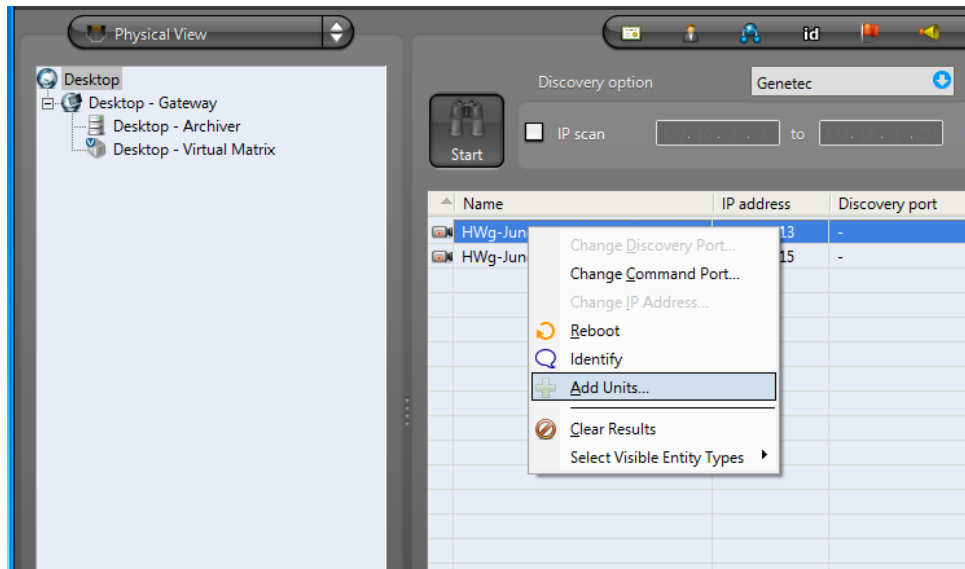 Physical View
id
Desktop
Desktop - Gateway
Desktop - Archiver
Desktop - Virtual Matrix
Discovery option
Genetec
Start
IP scan
to
Name
IP address
Discovery port
HWg-Jun
13
-
HWg-Jun
15
-
Change Discovery Port...
Change Command Port...
Change IP Address...
Reboot
Identify
Add Units...
Clear Results
Select Visible Entity Types